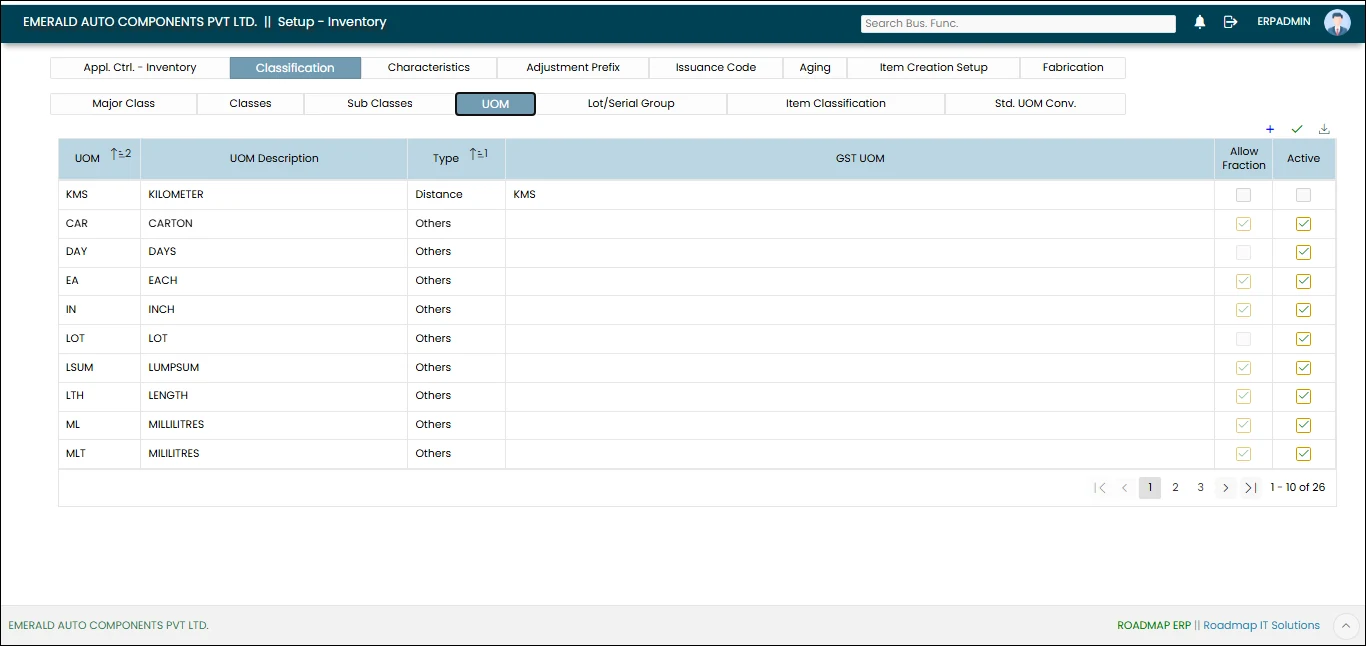 EMERALD AUTO COMPONENTS PVT LTD. || Setup - Inventory Search Bus. Func. ERPADMIN
Appl. Ctrl. - Inventory Classification Characteristics Adjustment Prefix Issuance Code Aging Item Creation Setup Fabrication
Major Class Classes Sub Classes UOM Lot/Serial Group Item Classification Std. UOM Conv.
UOM 2 UOM Description Type 1 GST UOM Allow Fraction Active
KMS KILOMETER Distance KMS
CAR CARTON Others
DAY DAYS Others
EA EACH Others
IN INCH Others
LOT LOT Others
LSUM LUMPSUM Others
LTH LENGTH Others
ML MILLILITRES Others
MLT MILILITRES Others
1 2 3 1 - 10 of 26
EMERALD AUTO COMPONENTS PVT LTD. ROADMAP ERP || Roadmap IT Solutions